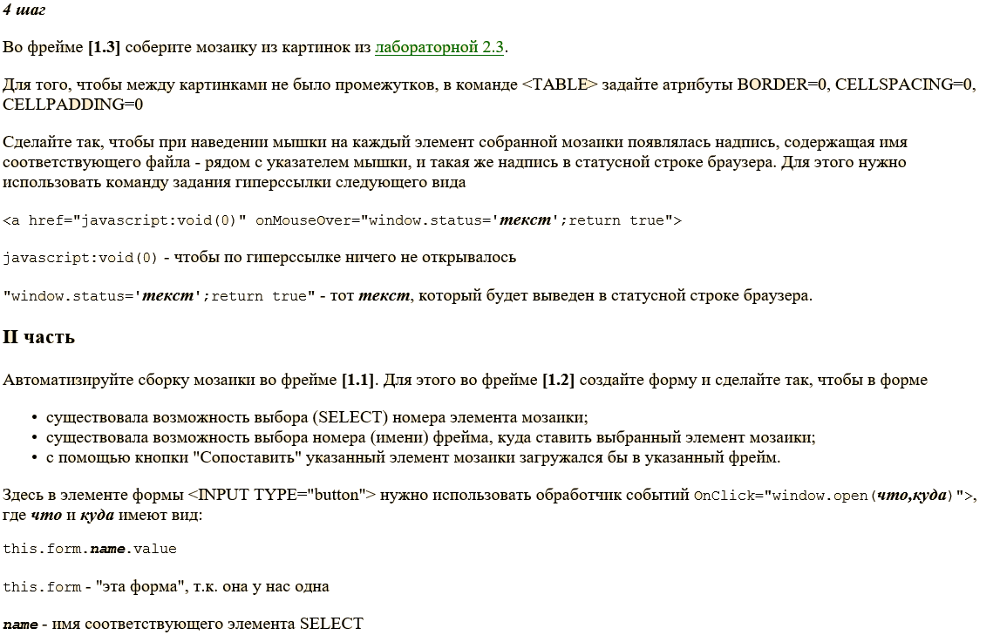 4 шаг
Во фрейме [1.3] соберите мозаику из картинок из лабораторной 2.3.
Для того, чтобы между картинками не было промежутков, в команде <TABLE> задайте атрибуты BORDER=0, CELLSPACING=0,
CELLPADDING=0
Сделайте так, чтобы при наведении мышки на каждый элемент собранной мозаики появлялась надпись, содержащая имя
соответствующего файла - рядом с указателем мышки, и такая же надпись в статусной строке браузера. Для этого нужно
использовать команду задания гиперссылки следующего вида
<a href="javascript:void(0)" onMouseOver="window.status='текст';return true">
javascript:void(0) - чтобы по гиперссылке ничего не открывалось
"window.status='текст';return true" - тот текст, который будет выведен в статусной строке браузера.
II часть
Автоматизируйте сборку мозаики во фрейме [1.1]. Для этого во фрейме [1.2] создайте форму и сделайте так, чтобы в форме
• существовала возможность выбора (SELECT) номера элемента мозаики;
• существовала возможность выбора номера (имени) фрейма, куда ставить выбранный элемент мозаики;
• с помощью кнопки "Сопоставить" указанный элемент мозаики загружался бы в указанный фрейм.
Здесь в элементе формы <INPUT TYPE="button"> нужно использовать обработчик событий OnClick="window.open(что,куда)">,
где что и куда имеют вид:
this.form.name.value
this.form - "эта форма", т.к. она у нас одна
name - имя соответствующего элемента SELECT